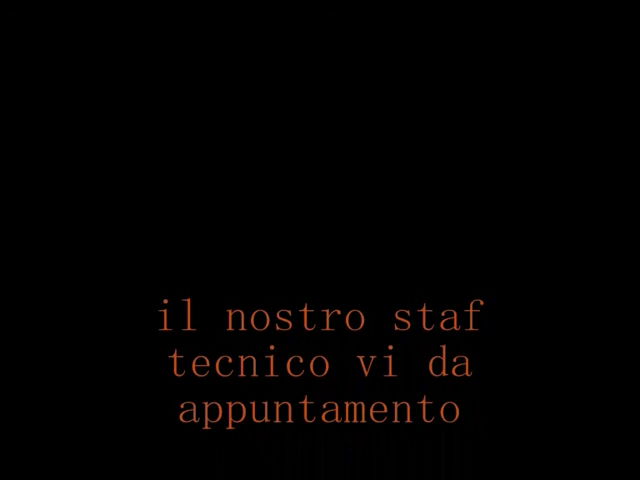 il nostro staf
tecnico vi da
appuntamento